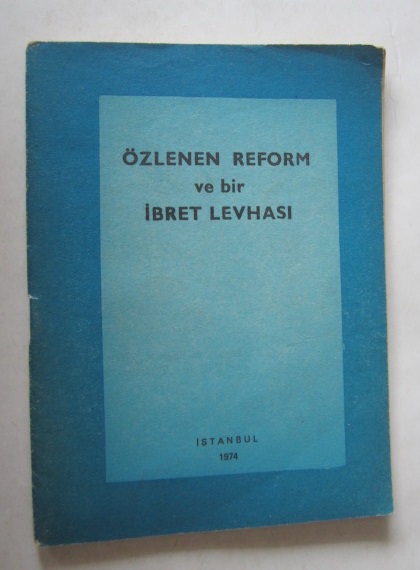 ÖZLENEN REFORM
ve bir
İBRET LEVHASI
İSTANBUL
1974